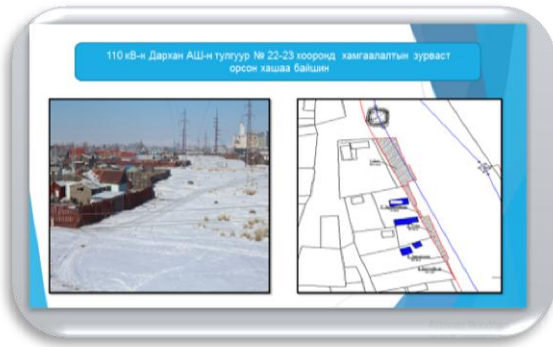 110 кВ-н Дархан АШ-н тулгуур № 22-23 хооронд хамгаалалтын зурваст
орсон хашаа байшин